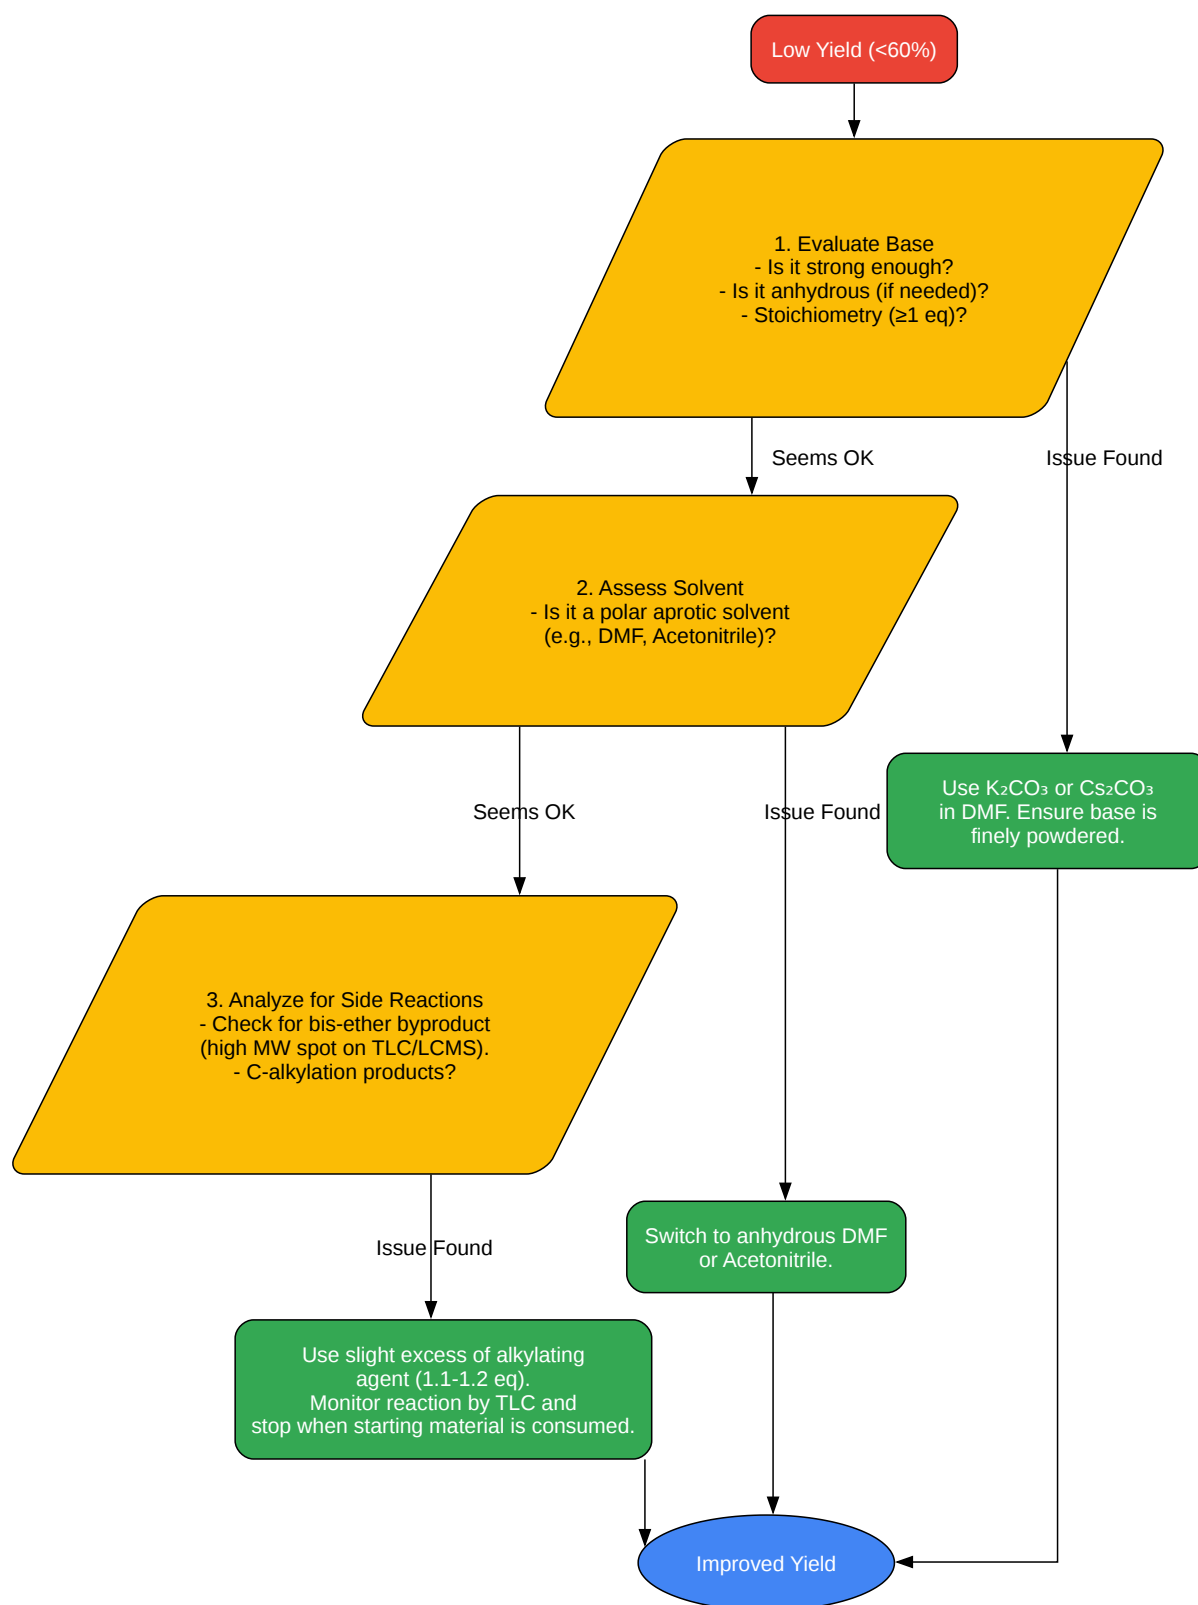 Low Yield (<60%)
1. Evaluate Base
- Is it strong enough?
- Is it anhydrous (if needed)?
- Stoichiometry (≥1 eq)?
Seems OK
Issue Found
2. Assess Solvent
- Is it a polar aprotic solvent
(e.g., DMF, Acetonitrile)?
Seems OK
Issue Found
Use K₂CO₃ or Cs₂CO₃
in DMF. Ensure base is
finely powdered.
3. Analyze for Side Reactions
- Check for bis-ether byproduct
(high MW spot on TLC/LCMS).
- C-alkylation products?
Issue Found
Switch to anhydrous DMF
or Acetonitrile.
Use slight excess of alkylating
agent (1.1-1.2 eq).
Monitor reaction by TLC and
stop when starting material is consumed.
Improved Yield